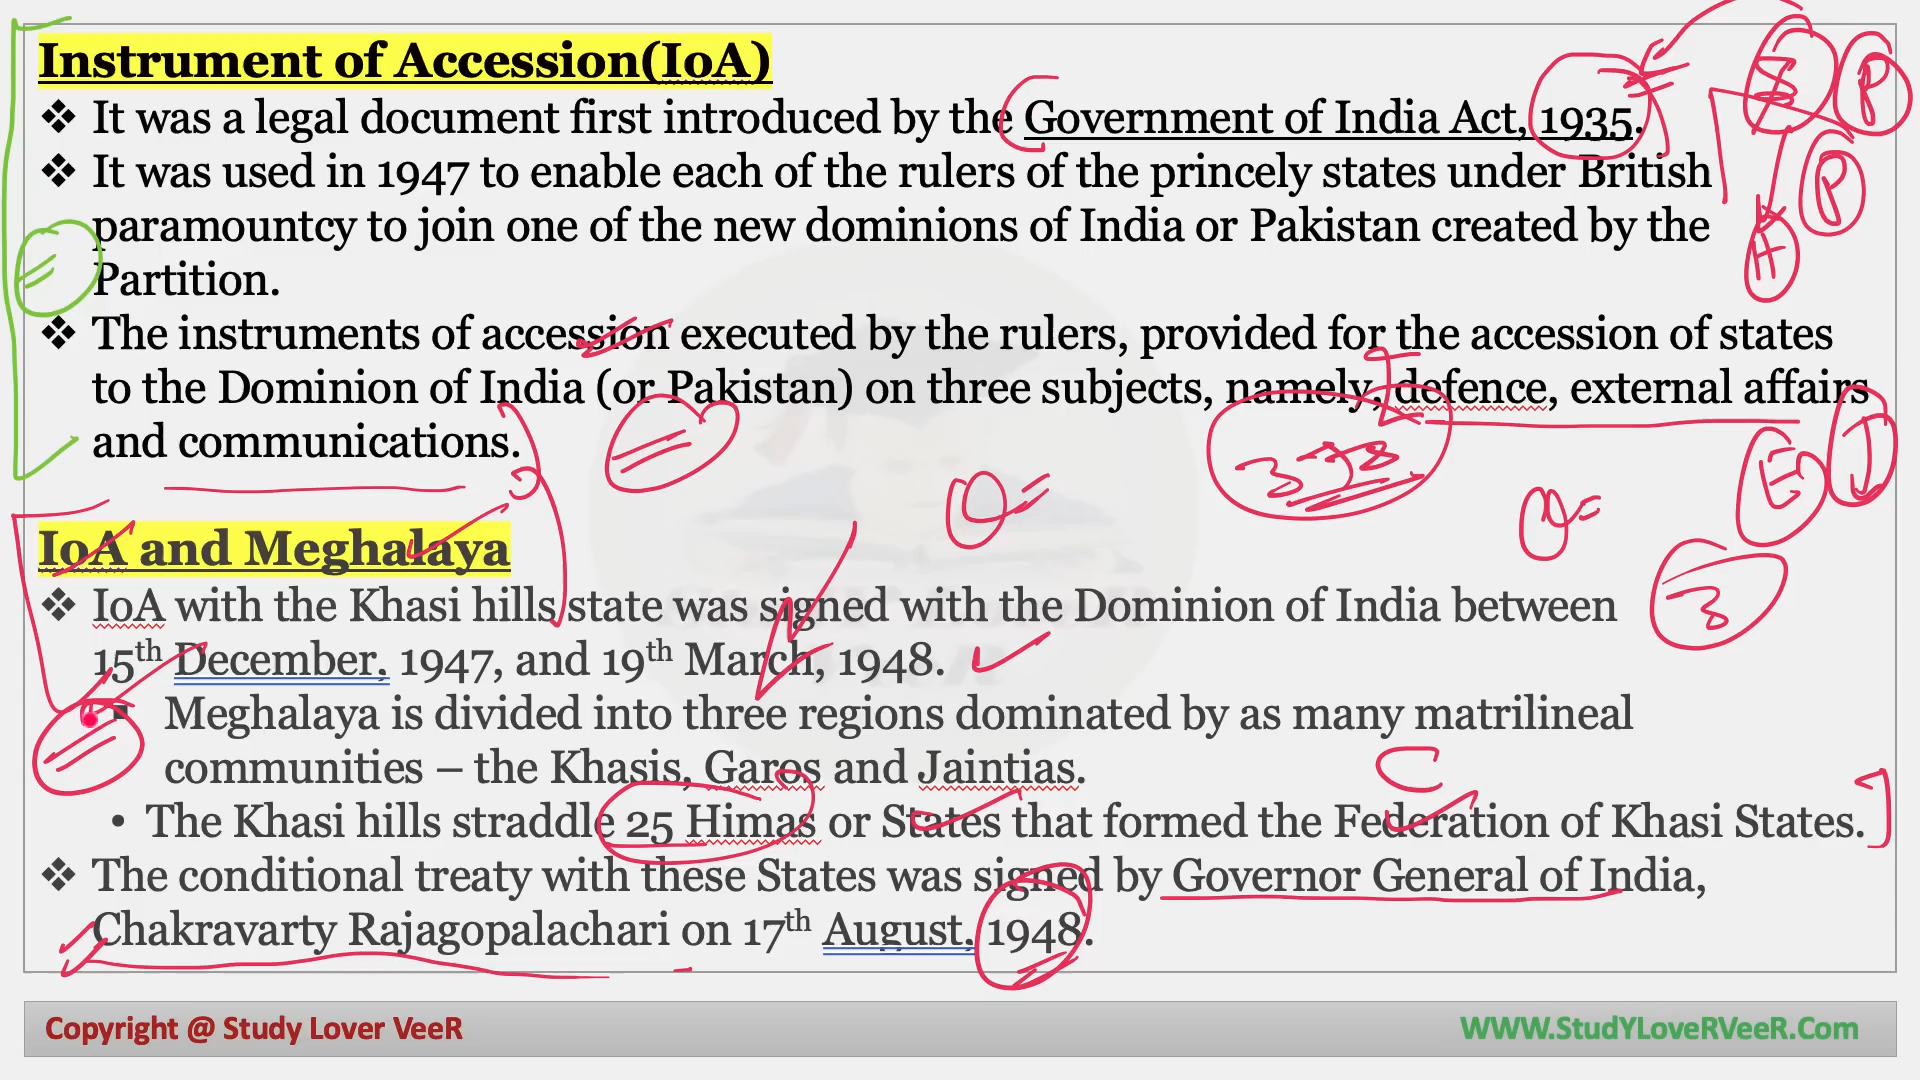 Instrument of Accession(IoA)
❖ It was a legal document first introduced by the Government of India Act, 1935.
❖ It was used in 1947 to enable each of the rulers of the princely states under British
paramountcy to join one of the new dominions of India or Pakistan created by the
Partition.
❖ The instruments of accession executed by the rulers, provided for the accession of states
to the Dominion of India (or Pakistan) on three subjects, namely, defence, external affairs
and communications.
IoA and Meghalaya
❖ IoA with the Khasi hills state was signed with the Dominion of India between
15th December, 1947, and 19th March, 1948.
▪ Meghalaya is divided into three regions dominated by as many matrilineal
communities – the Khasis, Garos and Jaintias.
• The Khasi hills straddle 25 Himas or States that formed the Federation of Khasi States.
❖ The conditional treaty with these States was signed by Governor General of India,
Chakravarty Rajagopalachari on 17th August, 1948.
Copyright @ Study Lover VeeR
WWW.StudYLoveRVeeR.Com